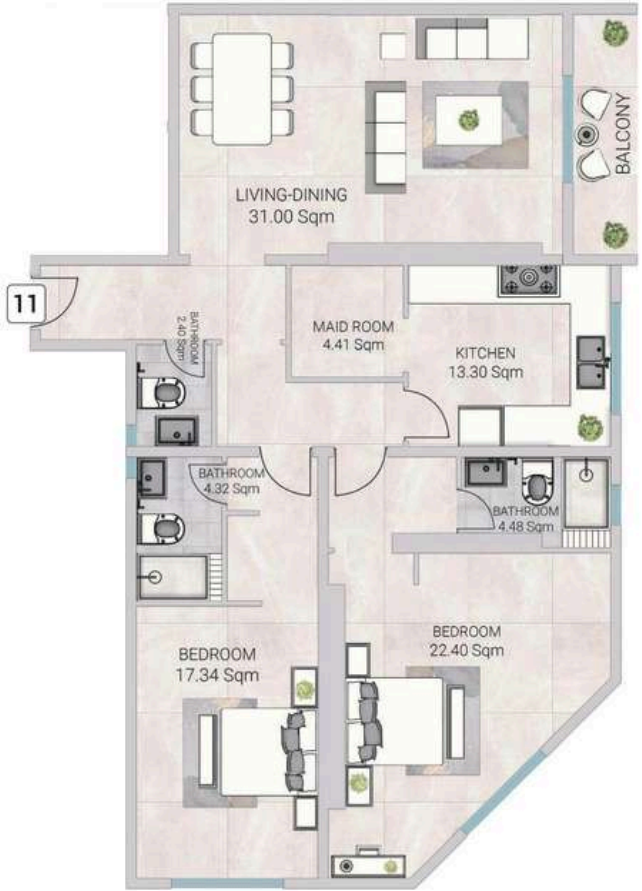 BALCONY
LIVING-DINING
31.00 Sqm
11
BATHROOM
2.40 Sqm
MAID ROOM
4.41 Sqm
KITCHEN
13.30 Sqm
BATHROOM
4.32 Sqm
BATHROOM
4.48 Sqm
BEDROOM
22.40 Sqm
BEDROOM
17.34 Sqm